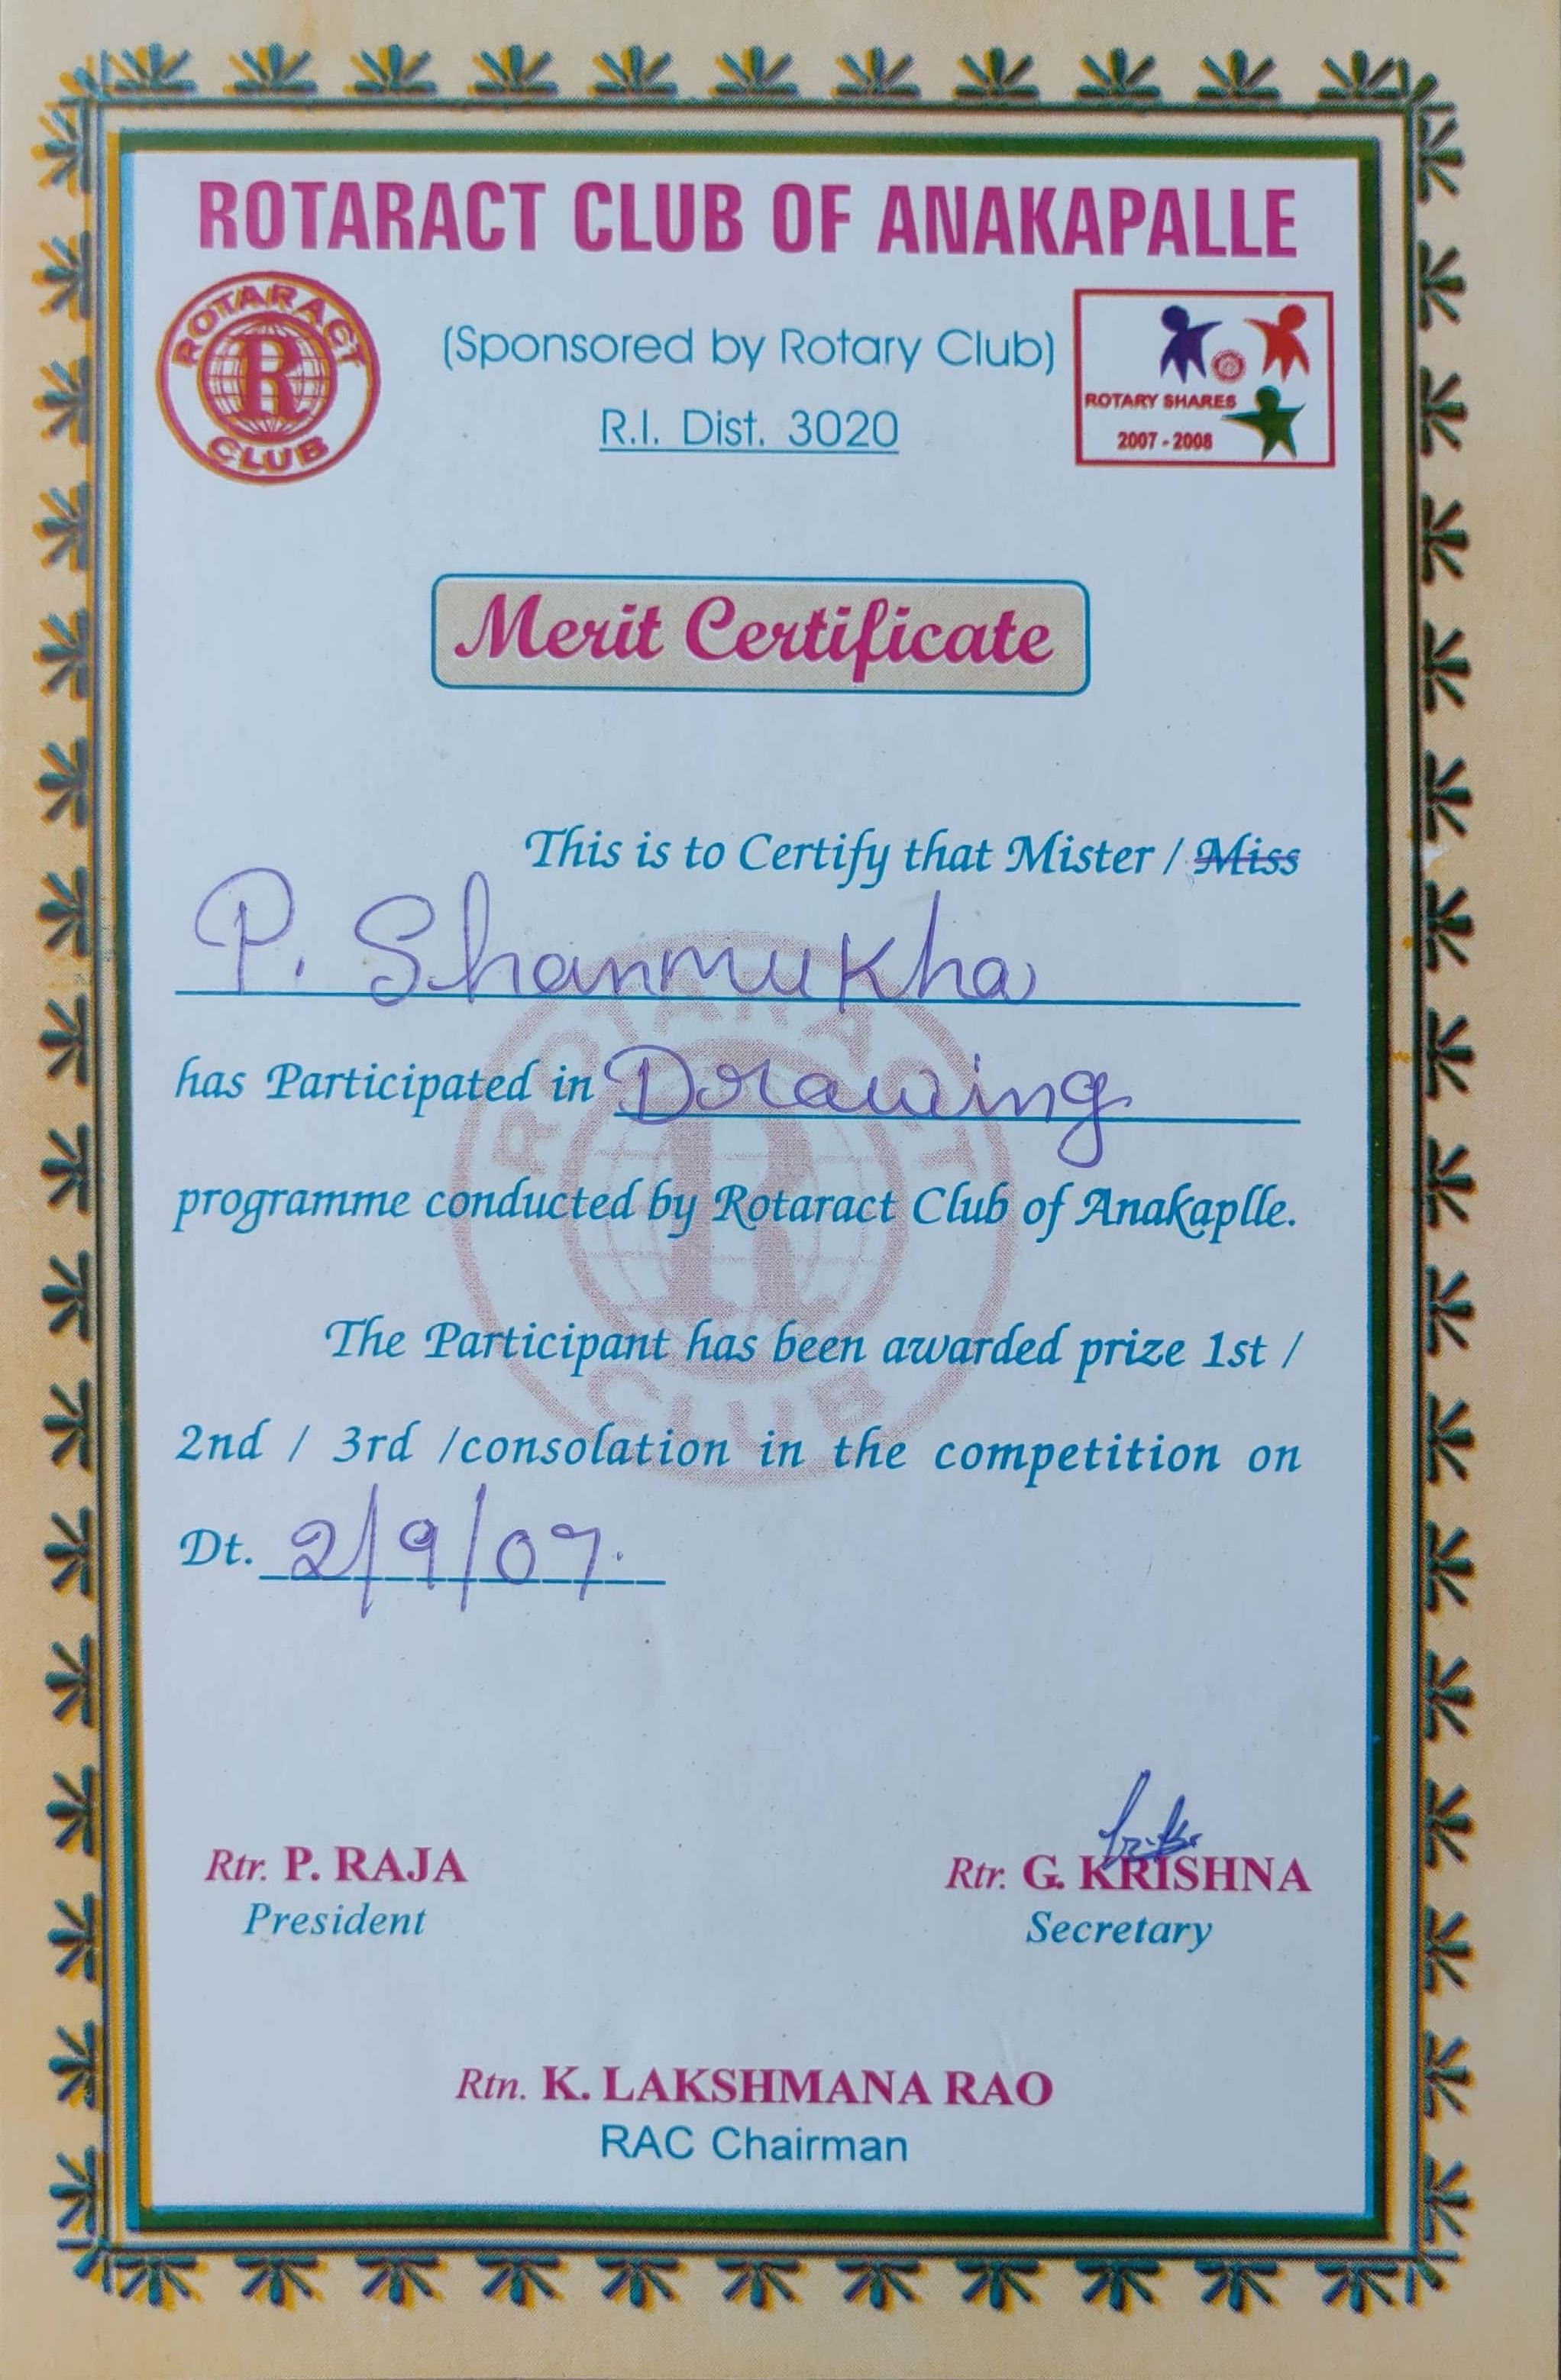 ROTARACT CLUB OF ANAKAPALLE
ROTARACT
R
CLUB
(Sponsored by Rotary Club)
R.I. Dist. 3020
ROTARY SHARES
2007 - 2008
Merit Certificate
This is to Certify that Mister / Miss
P. Shanmukha
has Participated in Drawing
programme conducted by Rotaract Club of Anakaplle.
The Participant has been awarded prize 1st /
2nd / 3rd /consolation in the competition on
Dt. 2/9/07.
Rtr. P. RAJA
President
Rtr. G. KRISHNA
Secretary
Rtn. K. LAKSHMANA RAO
RAC Chairman